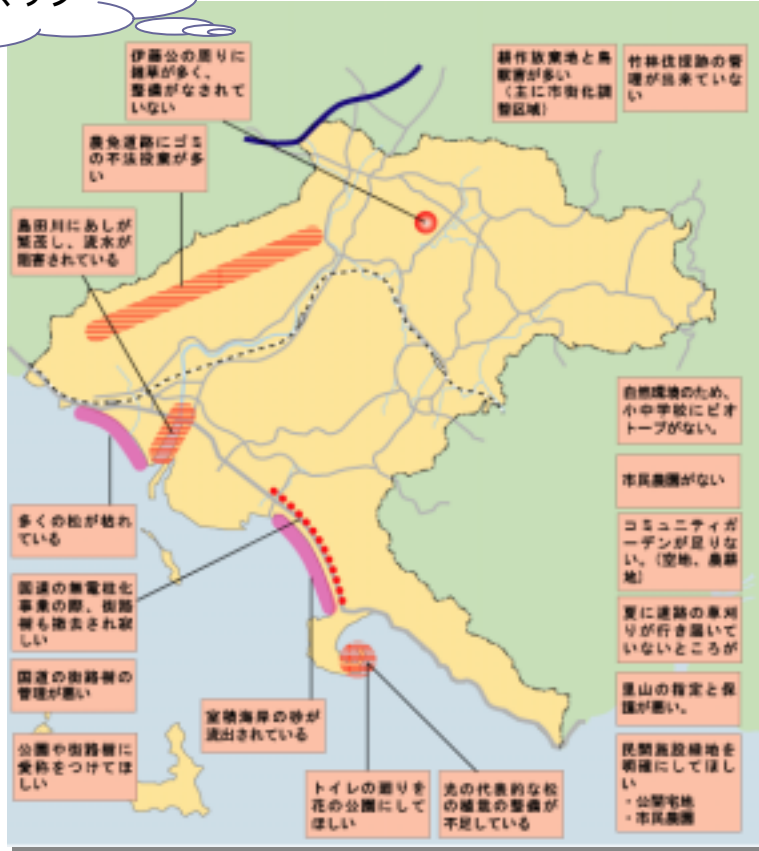 伊藤公の周りに
雑草が多く、
整備がなされて
いない
耕作放棄地と鳥
獣害が多い
(主に市街化調
整区域)
竹林伐採跡の管
理が出来ていな
い
農免道路にゴミ
の不法投棄が多
い
島田川にあしが
繁茂し、流水が
阻害されている
自然環境のため、
小中学校にビオ
トープがない。
市民農園がない
多くの松が枯れ
ている
コミュニティガ
ーデンが足りな
い。(空地、農耕
地)
国道の無電柱化
事業の際、街路
樹も撤去され寂
しい
夏に道路の草刈
りが行き届いて
いないところが
国道の街路樹の
管理が悪い
里山の指定と保
護が悪い。
室積海岸の砂が
流出されている
公園や街路樹に
愛称をつけてほ
しい
民間施設緑地を
明確にしてほし
い
・公開宅地
・市民農園
トイレの廻りを
花の公園にして
ほしい
光の代表的な松
の植栽の整備が
不足している